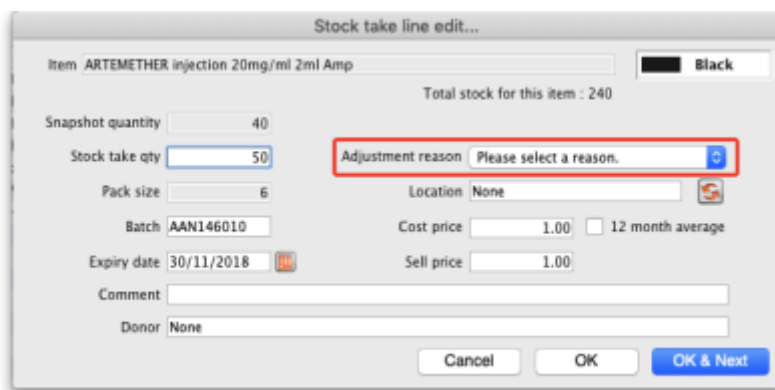 Stock take line edit...
Item ARTEMETHER injection 20mg/ml 2ml Amp Black
Total stock for this item : 240
Snapshot quantity 40
Stock take qty 50 Adjustment reason Please select a reason.
Pack size 6 Location None
Batch AAN146010 Cost price 1.00 12 month average
Expiry date 30/11/2018 Sell price 1.00
Comment
Donor None
Cancel OK OK & Next